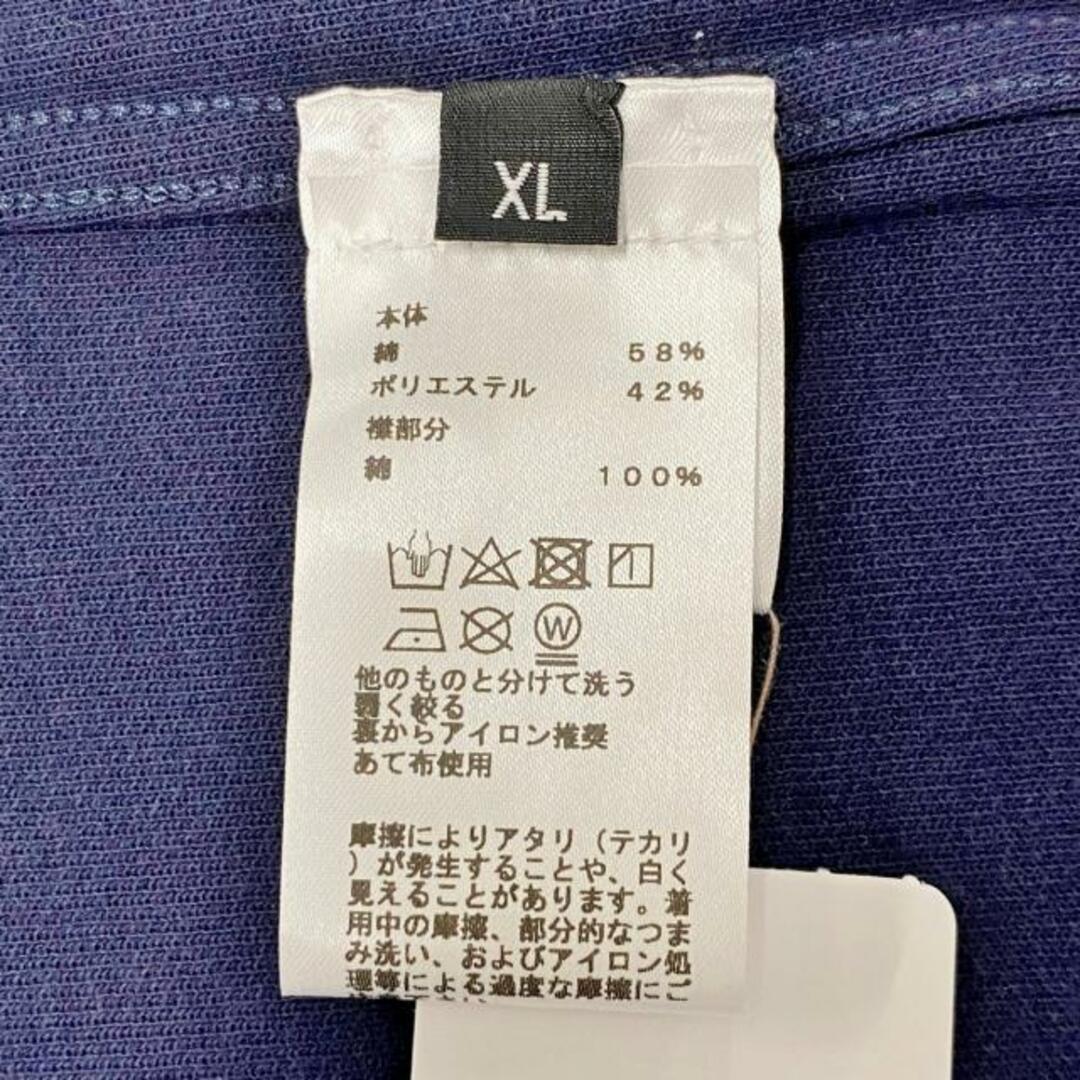 XL
本体
綿 58%
ポリエステル 42%
襟部分
綿 100%
W
他のものと分けて洗う
弱く絞る
裏からアイロン推奨
あて布使用
摩擦によりアタリ（テカリ
）が発生することや、白く
見えることがあります。着
用中の摩擦、部分的なつま
み洗い、およびアイロン処
理等による過度な摩擦にご